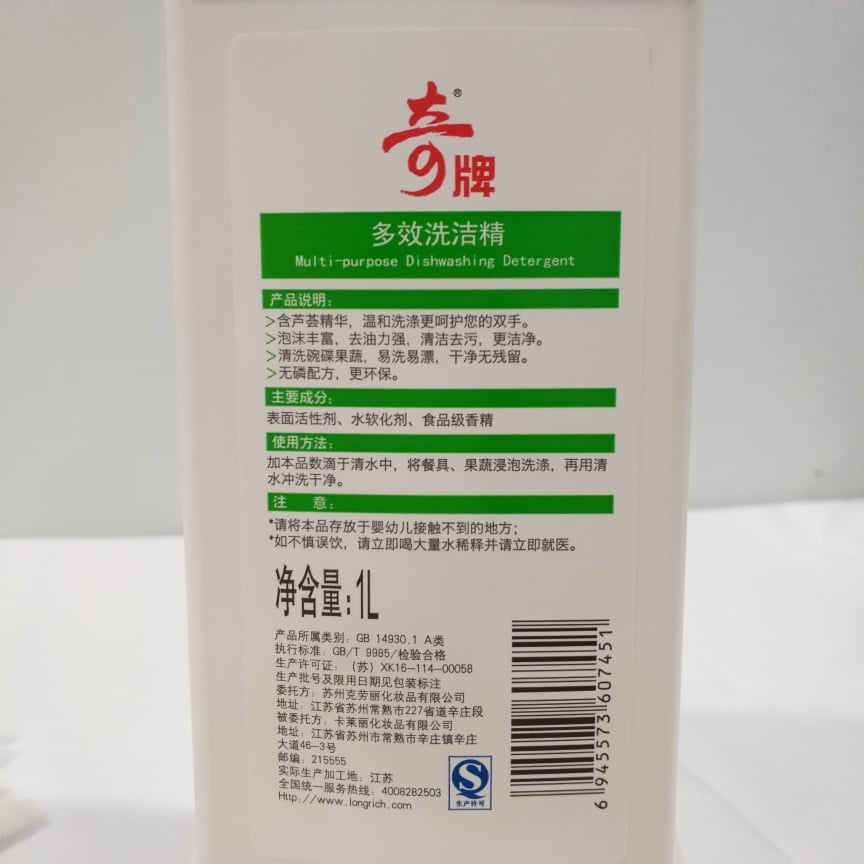 奇牌®
多效洗洁精
Multi-purpose Dishwashing Detergent
产品说明:
>含芦荟精华，温和洗涤更呵护您的双手。
>泡沫丰富，去油力强，清洁去污，更洁净。
>清洗碗碟果蔬，易洗易漂，干净无残留。
>无磷配方，更环保。
主要成分:
表面活性剂、水软化剂、食品级香精
使用方法:
加本品数滴于清水中，将餐具、果蔬浸泡洗涤，再用清
水冲洗干净。
注 意:
*请将本品存放于婴幼儿接触不到的地方；
*如不慎误饮，请立即喝大量水稀释并请立即就医。
净含量:1L
产品所属类别: GB 14930.1 A类
执行标准: GB/T 9985/检验合格
生产许可证: (苏) XK16-114-00058
生产批号及限用日期见包装标注
委托方: 苏州克劳丽化妆品有限公司
地址: 江苏省苏州常熟市227省道辛庄段
被委托方: 卡莱丽化妆品有限公司
地址: 江苏省苏州市常熟市辛庄镇辛庄
大道46-3号
邮编: 215555
实际生产加工地: 江苏
全国统一服务热线: 4008282503
Http://www.longrich.com
生产许可
6 945573 607451